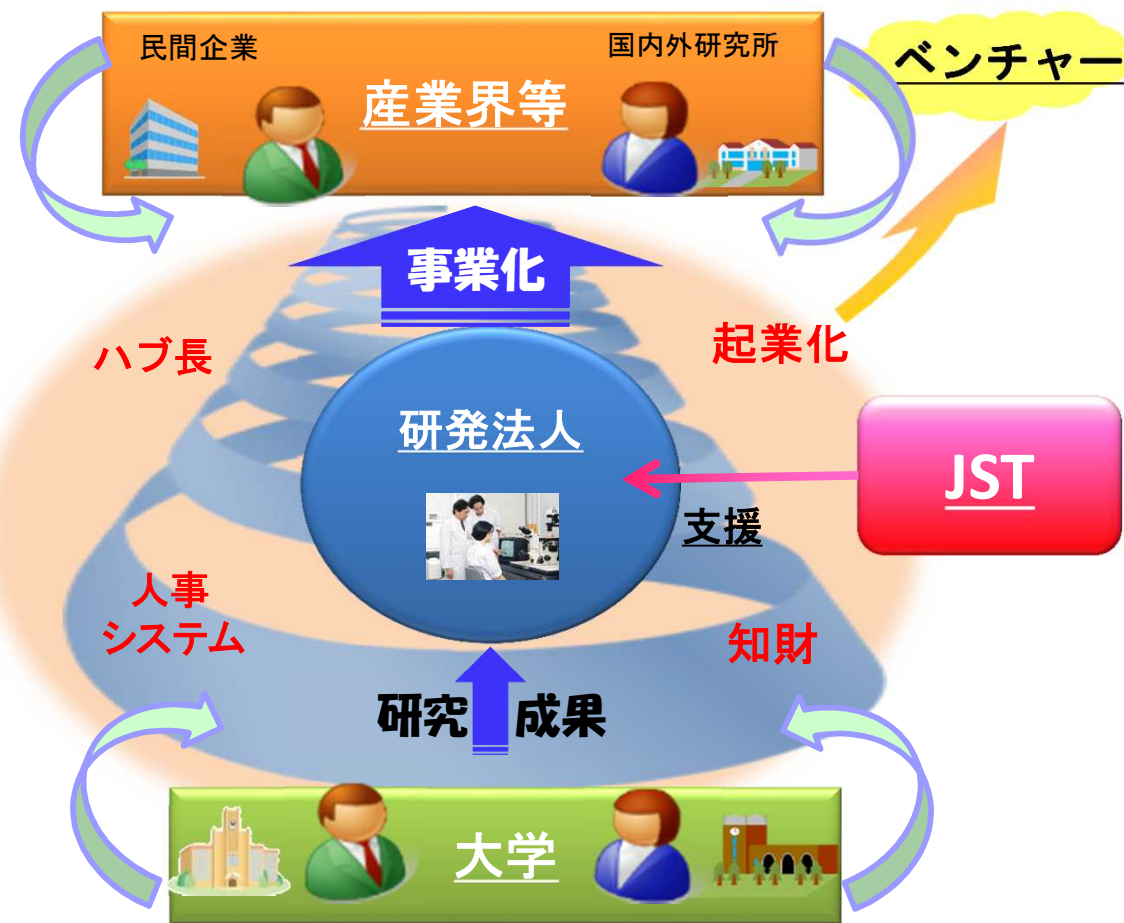 民間企業
国内外研究所
産業界等
ベンチャー
事業化
ハブ長
起業化
研発法人
JST
支援
人事
システム
知財
研究 成果
大学